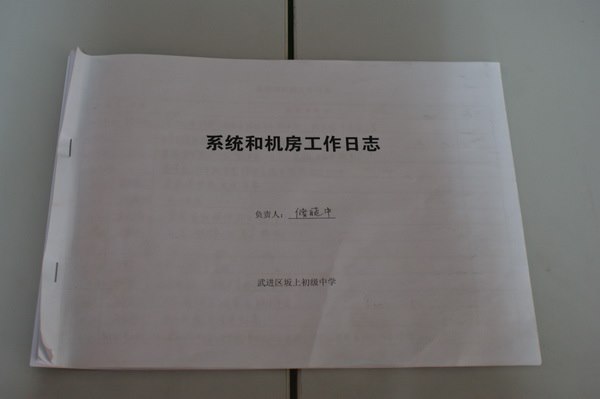 系统和机房工作日志
负责人：
武进区坂上初级中学